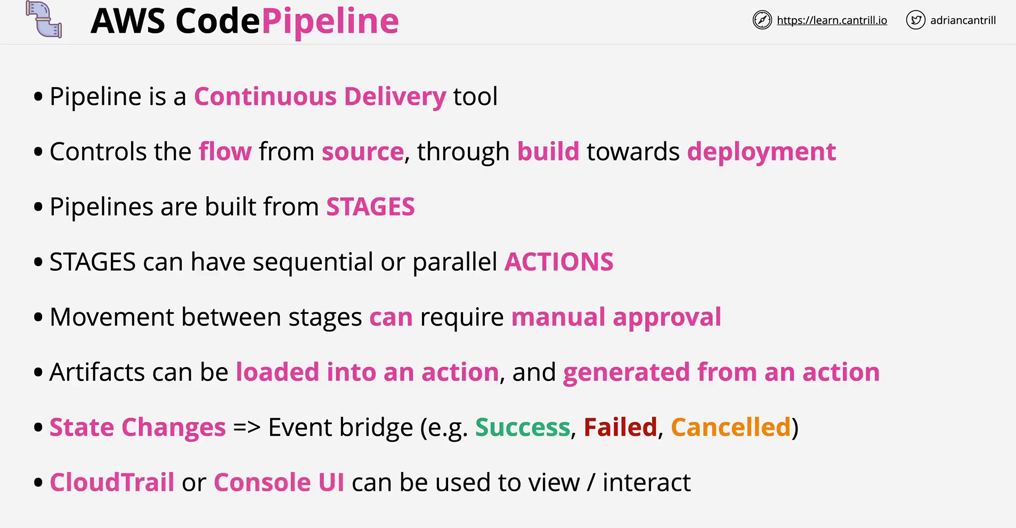 AWS CodePipeline
https://learn.cantrill.io
adriancantrill
• Pipeline is a Continuous Delivery tool
• Controls the flow from source, through build towards deployment
• Pipelines are built from STAGES
• STAGES can have sequential or parallel ACTIONS
• Movement between stages can require manual approval
• Artifacts can be loaded into an action, and generated from an action
• State Changes => Event bridge (e.g. Success, Failed, Cancelled)
• CloudTrail or Console UI can be used to view / interact